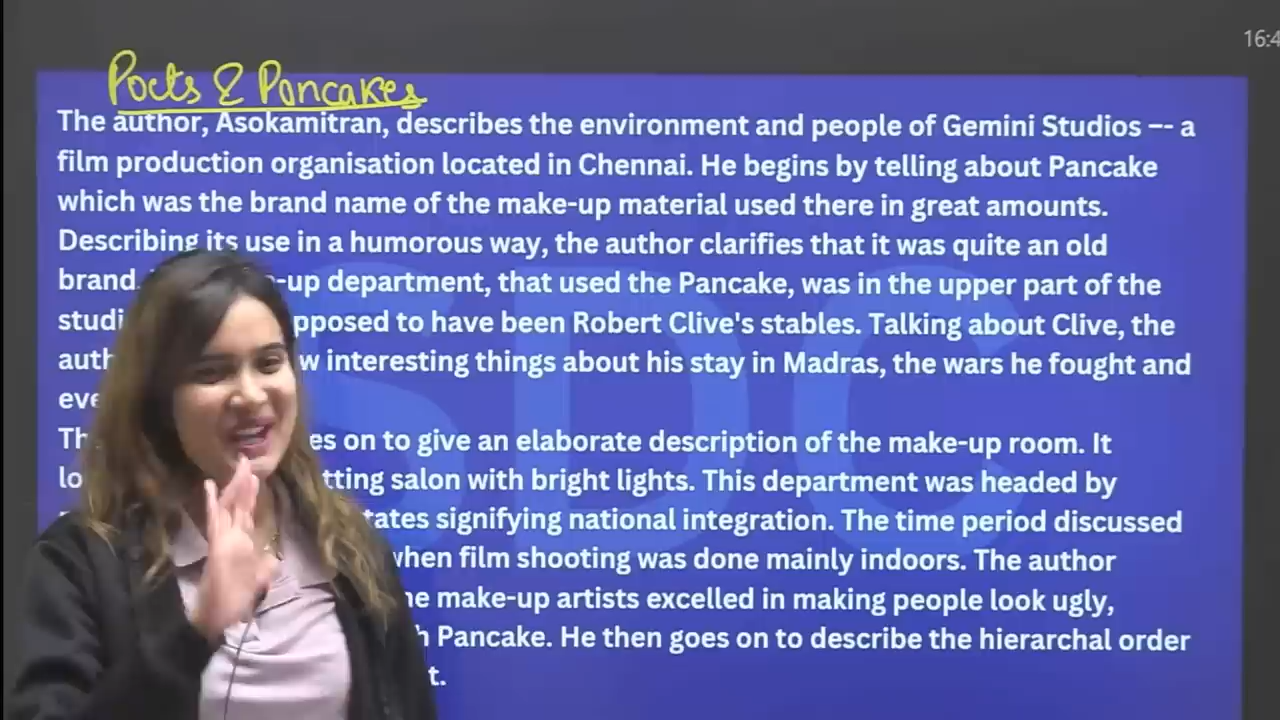 16:4
Poets & Pancakes
The author, Asokamitran, describes the environment and people of Gemini Studios –- a
film production organisation located in Chennai. He begins by telling about Pancake
which was the brand name of the make-up material used there in great amounts.
Describing its use in a humorous way, the author clarifies that it was quite an old
brand. -up department, that used the Pancake, was in the upper part of the
studi pposed to have been Robert Clive's stables. Talking about Clive, the
auth w interesting things about his stay in Madras, the wars he fought and
eve
Th es on to give an elaborate description of the make-up room. It
lo tting salon with bright lights. This department was headed by
tates signifying national integration. The time period discussed
when film shooting was done mainly indoors. The author
he make-up artists excelled in making people look ugly,
h Pancake. He then goes on to describe the hierarchal order
t.
SDC